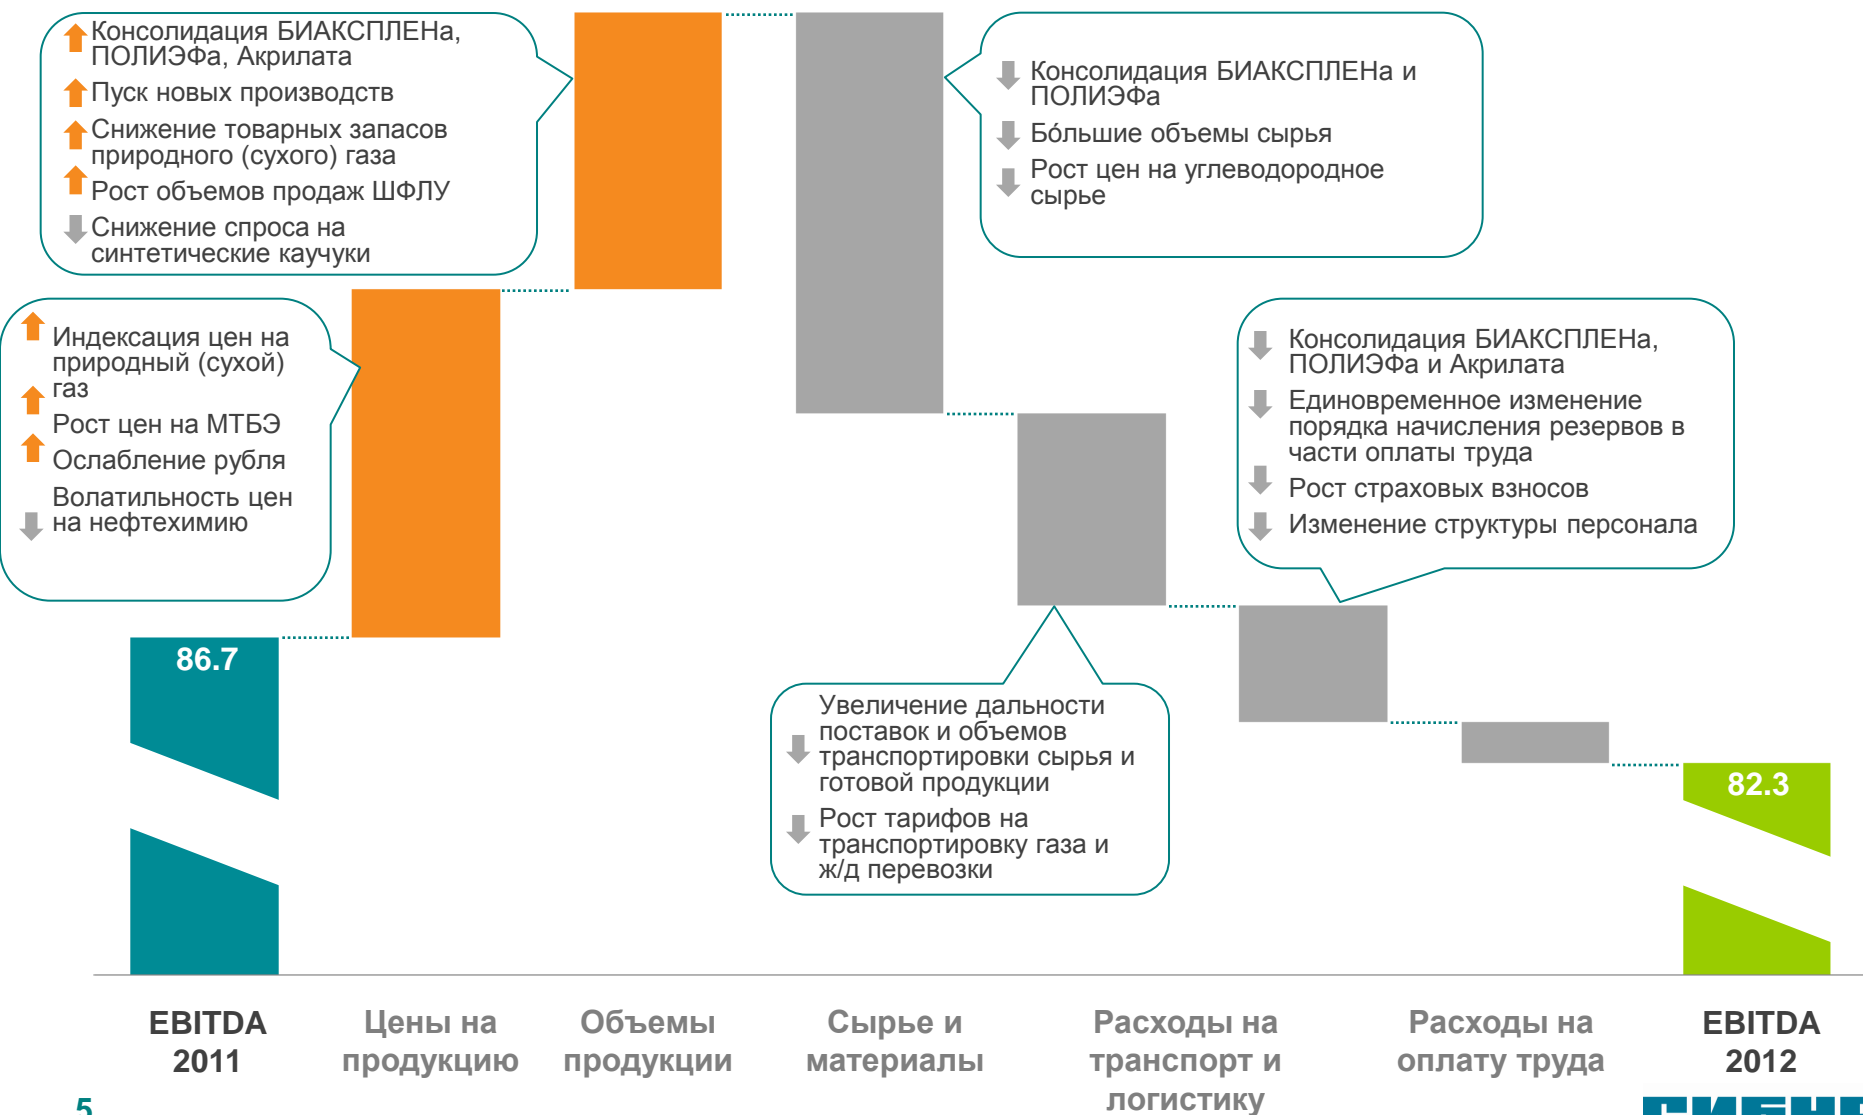 Консолидация БИАКСПЛЕНа,
ПОЛИЭФа, Акрилата
Пуск новых производств
Снижение товарных запасов
природного (сухого) газа
Рост объемов продаж ШФЛУ
Снижение спроса на
синтетические каучуки
Консолидация БИАКСПЛЕНа и
ПОЛИЭФа
Бо́льшие объемы сырья
Рост цен на углеводородное
сырье
Индексация цен на
природный (сухой)
газ
Рост цен на МТБЭ
Ослабление рубля
Волатильность цен
на нефтехимию
Консолидация БИАКСПЛЕНа,
ПОЛИЭФа и Акрилата
Единовременное изменение
порядка начисления резервов в
части оплаты труда
Рост страховых взносов
Изменение структуры персонала
86.7
Увеличение дальности
поставок и объемов
транспортировки сырья и
готовой продукции
Рост тарифов на
транспортировку газа и
ж/д перевозки
82.3
EBITDA
2011
Цены на
продукцию
Объемы
продукции
Сырье и
материалы
Расходы на
транспорт и
логистику
Расходы на
оплату труда
EBITDA
2012
5